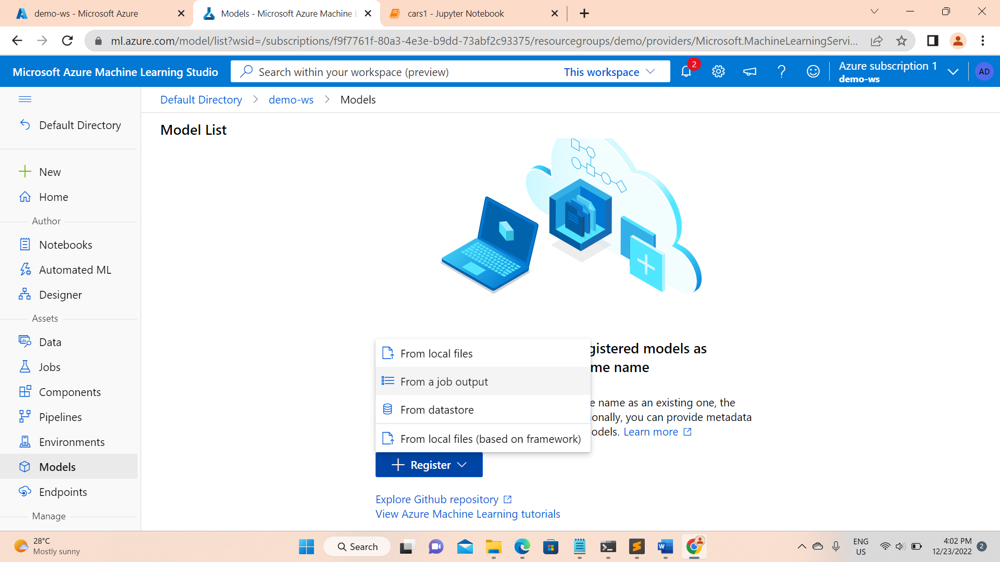 demo-ws - Microsoft Azure
Models - Microsoft Azure Machine
cars1 - Jupyter Notebook
ml.azure.com/model/list?wsid=/subscriptions/f9f7761f-80a3-4e3e-b9dd-73abf2c93375/resourcegroups/demo/providers/Microsoft.MachineLearningServi...
Microsoft Azure Machine Learning Studio
Search within your workspace (preview)
This workspace
2
Azure subscription 1
demo-ws
AD
Default Directory
demo-ws
Models
Default Directory
Model List
New
Home
Author
Notebooks
Automated ML
Designer
Assets
Data
Jobs
Components
Pipelines
Environments
Models
Endpoints
Manage
From local files
From a job output
From datastore
From local files (based on framework)
gistered models as
me name
e name as an existing one, the
ionally, you can provide metadata
odels. Learn more
Register
Explore Github repository
View Azure Machine Learning tutorials
28°C
Mostly sunny
Search
ENG
US
4:02 PM
12/23/2022
2